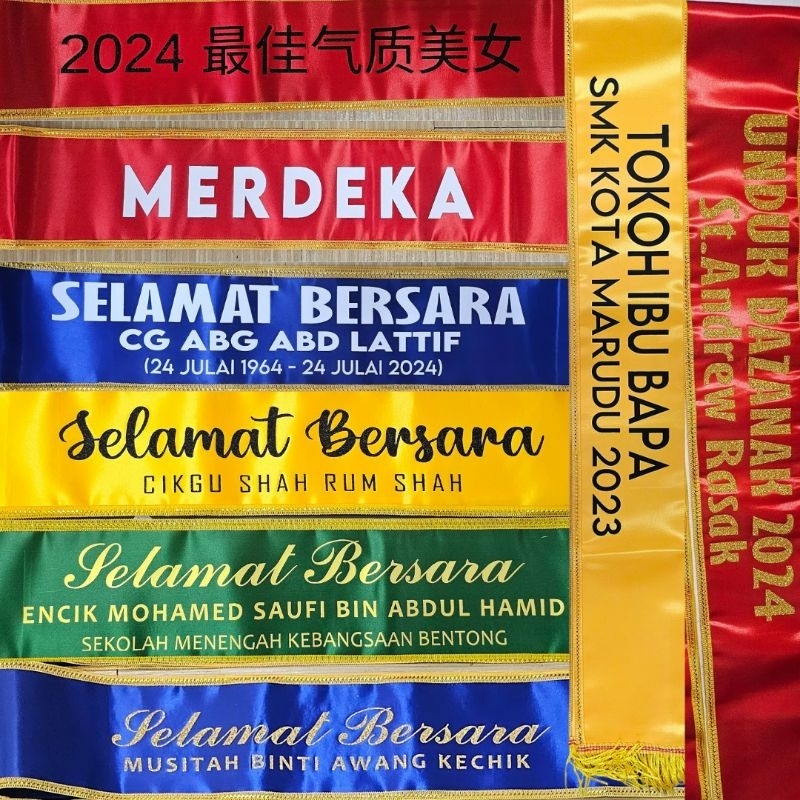 2024 最佳气质美女
MERDEKA
SELAMAT BERSARA
CG ABG ABD LATTIF
(24 JULAI 1964 - 24 JULAI 2024)
Selamat Bersara
CIKGU SHAH RUM SHAH
Selamat Bersara
ENCIK MOHAMED SAUFI BIN ABDUL HAMID
SEKOLAH MENENGAH KEBANGSAAN BENTONG
Selamat Bersara
MUSITAH BINTI AWANG KECHIK
TOKOH IBU BAPA
SMK KOTA MARUDU 2023
UNDUK DAZANAH 2024
St. Andrew Rasak